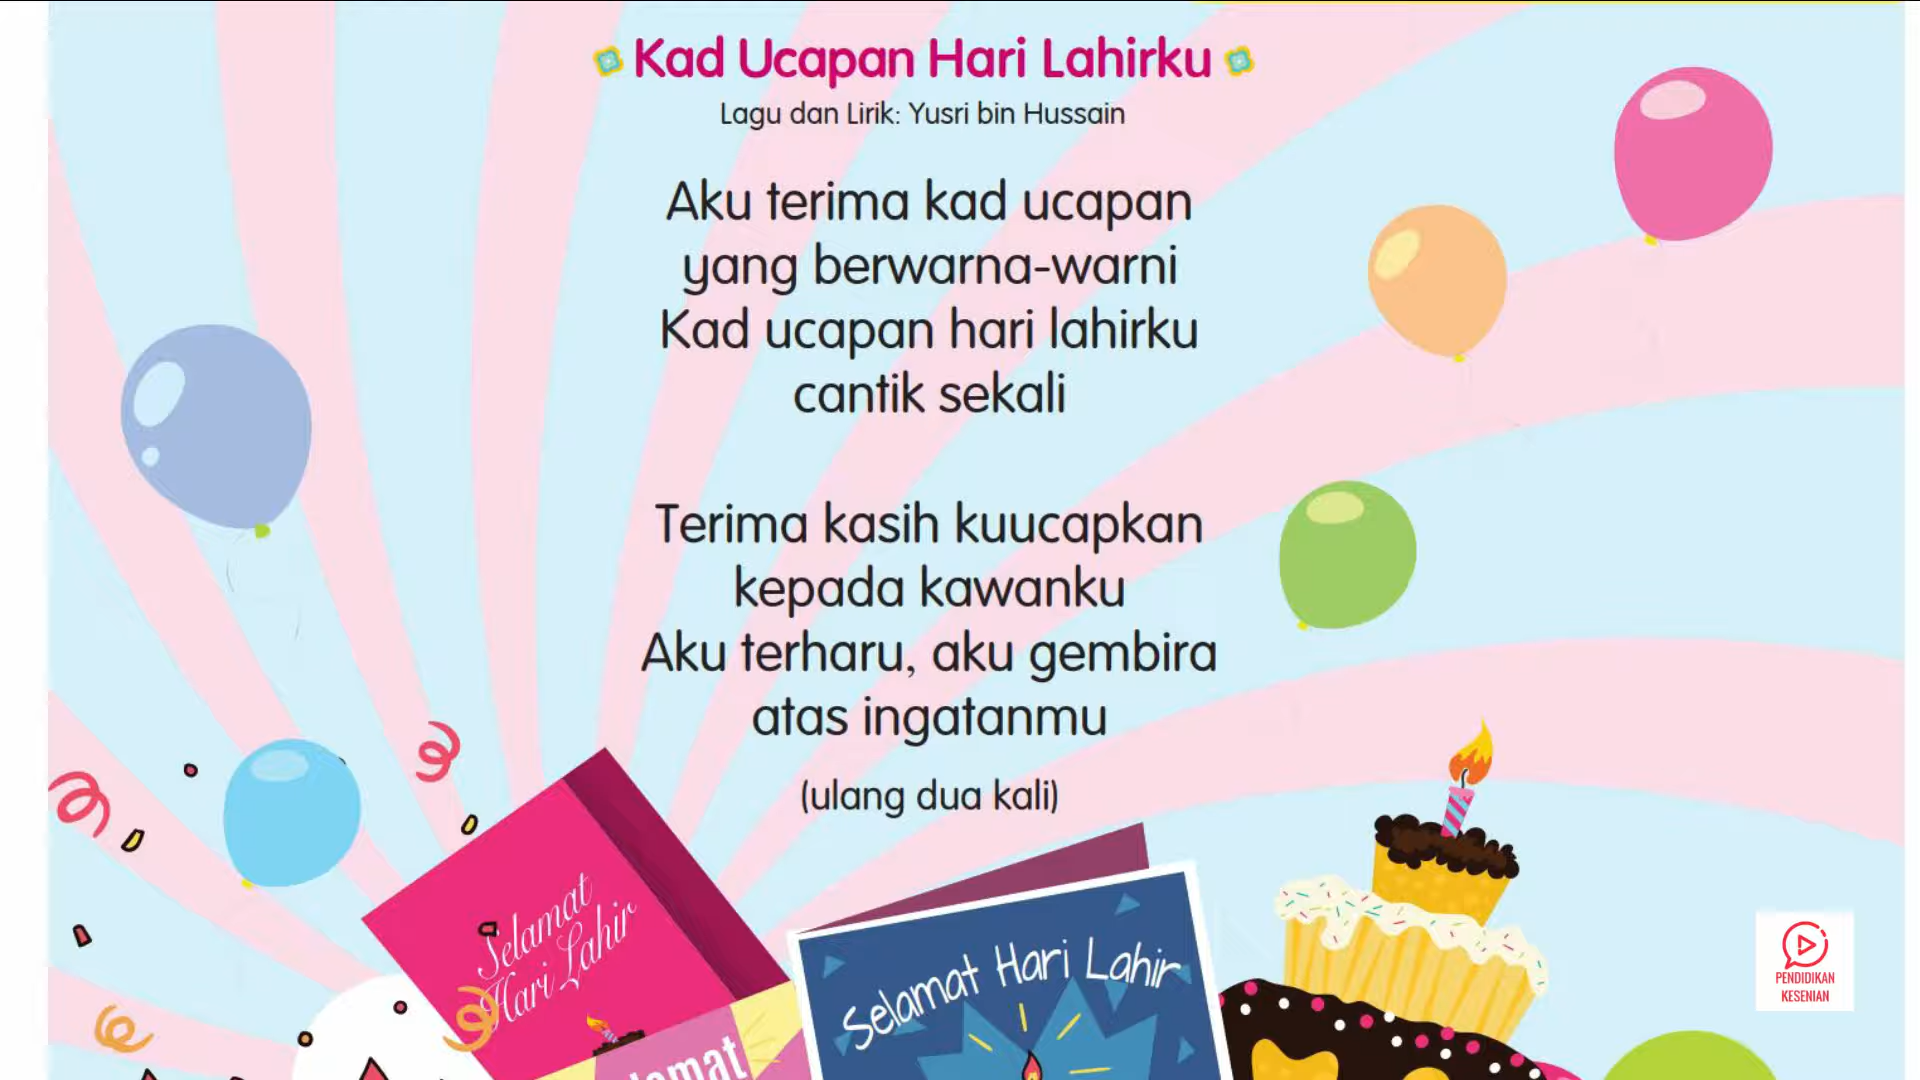 Kad Ucapan Hari Lahirku
Lagu dan Lirik: Yusri bin Hussain
Aku terima kad ucapan
yang berwarna-warni
Kad ucapan hari lahirku
cantik sekali
Terima kasih kuucapkan
kepada kawanku
Aku terharu, aku gembira
atas ingatanmu
(ulang dua kali)
Selamat
Hari Lahir
Selamat Hari Lahir
PENDIDIKAN
KESENIAN